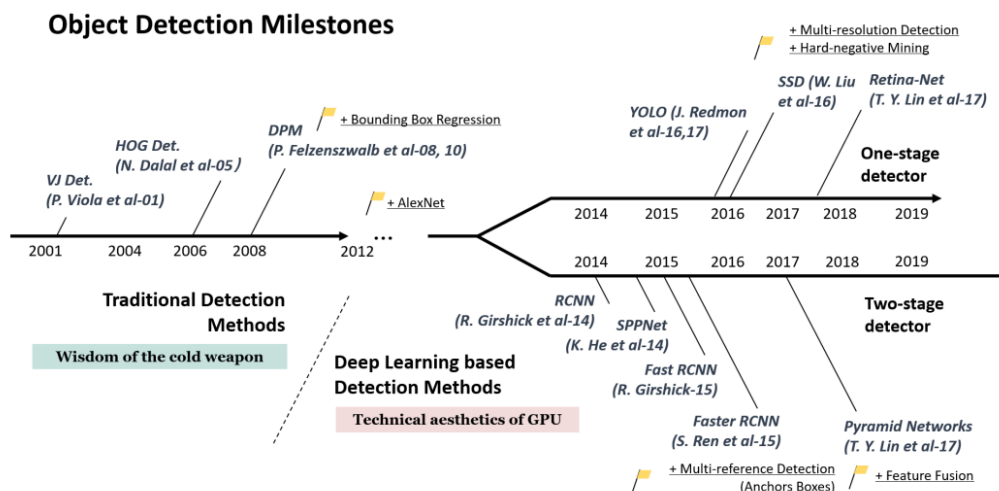 Object Detection Milestones
+ Multi-resolution Detection
+ Hard-negative Mining
SSD (W. Liu
et al-16)
Retina-Net
(T. Y. Lin et al-17)
YOLO (J. Redmon
et al-16,17)
+ Bounding Box Regression
DPM
(P. Felzenszwalb et al-08, 10)
HOG Det.
(N. Dalal et al-05)
VJ Det.
(P. Viola et al-01)
One-stage
detector
+ AlexNet
...
2014 2015 2016 2017 2018 2019
2001 2004 2006 2008 2012
2014 2015 2016 2017 2018 2019
Traditional Detection
Methods
Wisdom of the cold weapon
Deep Learning based
Detection Methods
Technical aesthetics of GPU
RCNN
(R. Girshick et al-14)
SPPNet
(K. He et al-14)
Fast RCNN
(R. Girshick-15)
Faster RCNN
(S. Ren et al-15)
Two-stage
detector
Pyramid Networks
(T. Y. Lin et al-17)
+ Multi-reference Detection
(Anchors Boxes)
+ Feature Fusion